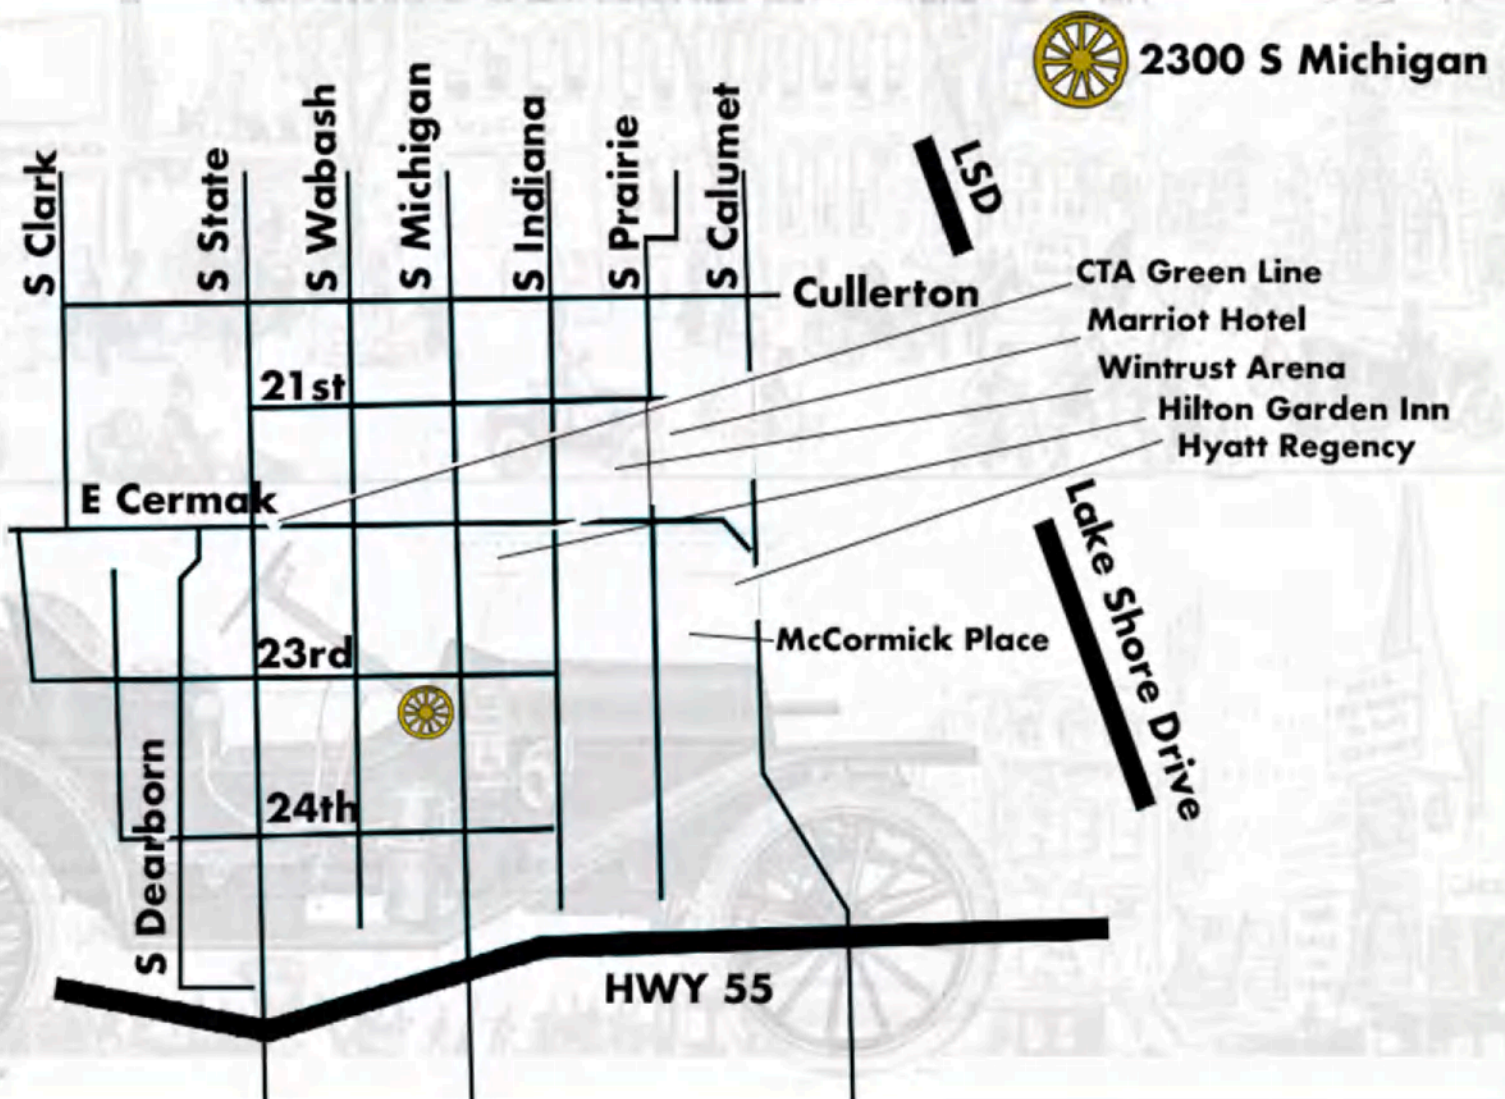 2300 S Michigan
S Clark
S State
S Wabash
S Michigan
S Indiana
S Prairie
S Calumet
LSD
Cullerton
CTA Green Line
Marriot Hotel
Wintrust Arena
Hilton Garden Inn
Hyatt Regency
21st
E Cermak
Lake Shore Drive
23rd
McCormick Place
24th
S Dearborn
HWY 55